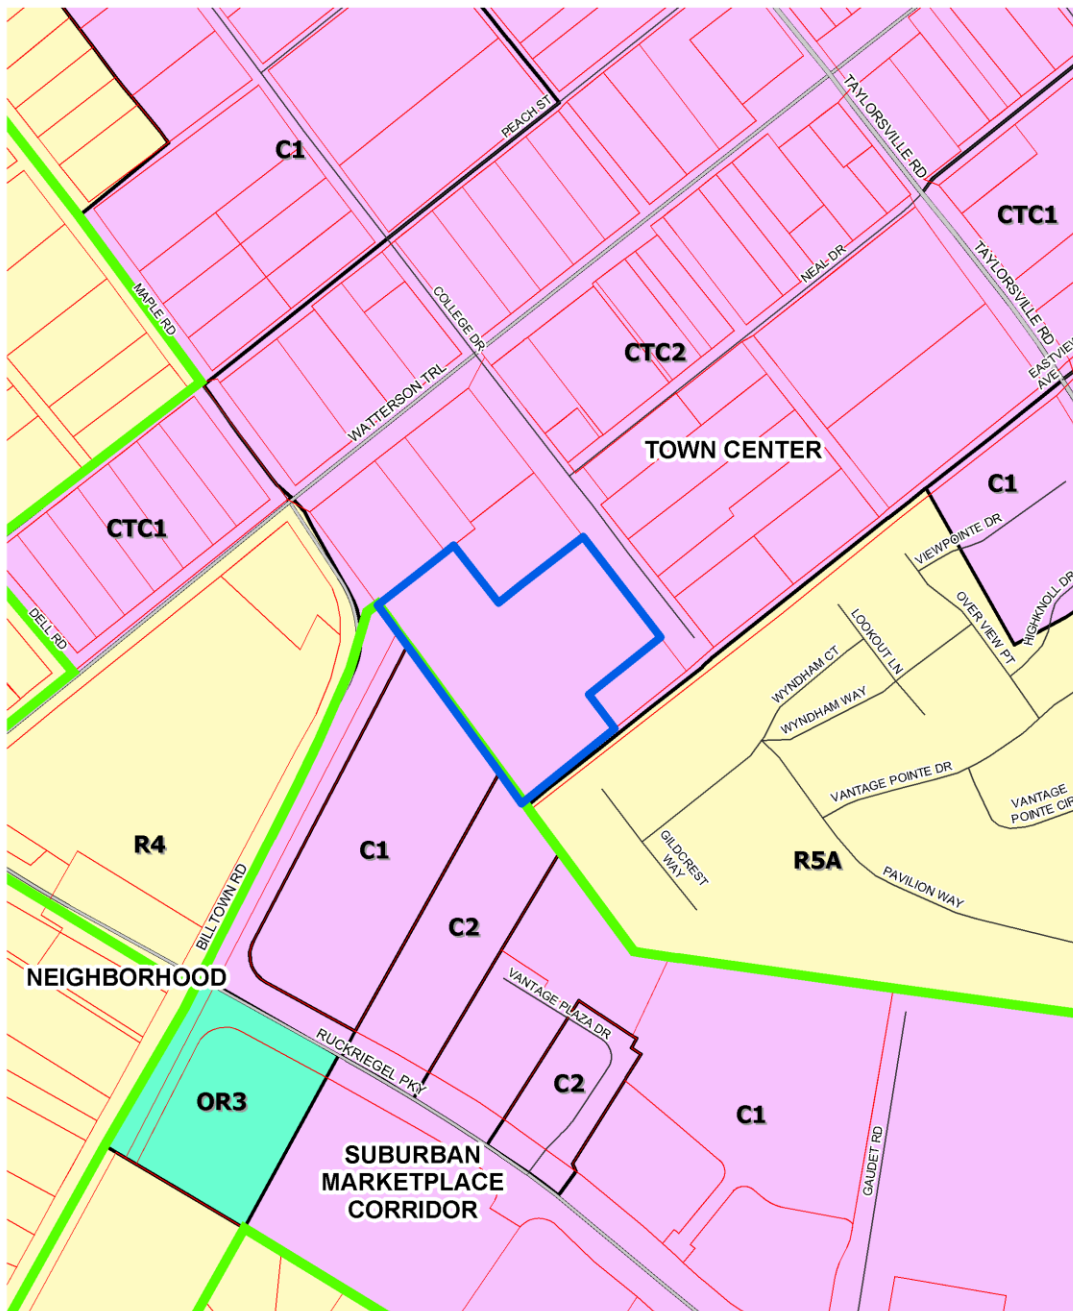 TAYLORSVILLE RD
PEACH ST
C1
CTC1
TAYLORSVILLE RD
NEAL DR
MAPLE RD
COLLEGE DR
CTC2
EASTVIEW
AVE
WATTERSON TRL
TOWN CENTER
C1
CTC1
VIEWPOINTE DR
HIGHKNOLL DR
OVER VIEW PT
DELL RD
LOOKOUT LN
WYNDHAM CT
WYNDHAM WAY
VANTAGE POINTE DR
VANTAGE
POINTE CIR
R4
C1
GILDCREST
WAY
R5A
PAVILION WAY
BILLTOWN RD
C2
NEIGHBORHOOD
VANTAGE PLAZA DR
RUCKRIEGEL PKY
C2
OR3
C1
GAUDET RD
SUBURBAN
MARKETPLACE
CORRIDOR